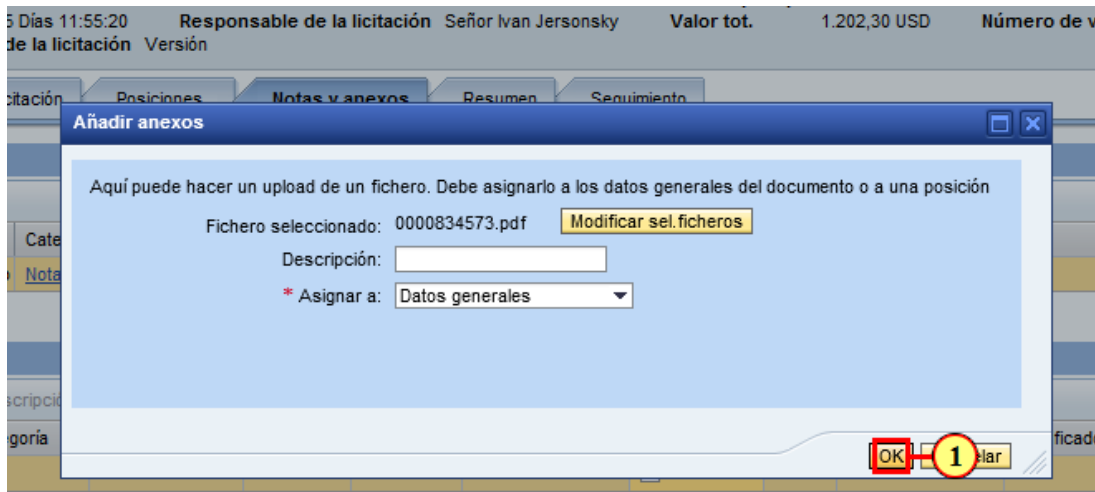 5 Días 11:55:20 Responsable de la licitación Señor Ivan Jersonsky Valor tot. 1.202,30 USD Número de v
de la licitación Versión
citación Posiciones Notas y anexos Resumen Seguimiento
Añadir anexos
Aquí puede hacer un upload de un fichero. Debe asignarlo a los datos generales del documento o a una posición
Fichero seleccionado: 0000834573.pdf Modificar sel.ficheros
Cate
Descripción:
Nota
* Asignar a: Datos generales
scripció
egoría
ficado
OK 1 elar